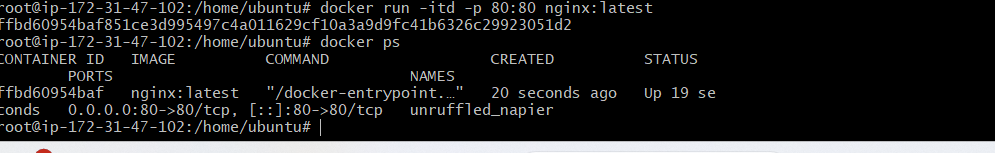 root@ip-172-31-47-102:/home/ubuntu# docker run -itd -p 80:80 nginx:latest
ffbd60954baf851ce3d995497c4a011629cf10a3a9d9fc41b6326c29923051d2
root@ip-172-31-47-102:/home/ubuntu# docker ps
CONTAINER ID   IMAGE          COMMAND                  CREATED          STATUS
PORTS                                 NAMES
ffbd60954baf   nginx:latest   "/docker-entrypoint.…"   20 seconds ago   Up 19 se
conds   0.0.0.0:80->80/tcp, [::]:80->80/tcp   unruffled_napier
root@ip-172-31-47-102:/home/ubuntu#